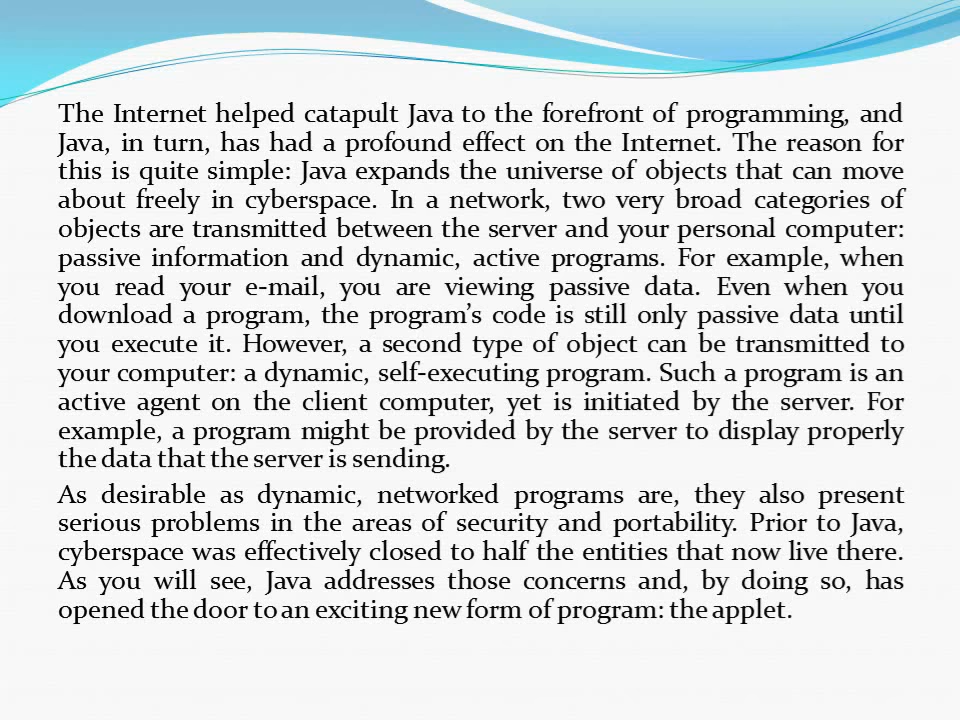 The Internet helped catapult Java to the forefront of programming, and
Java, in turn, has had a profound effect on the Internet. The reason for
this is quite simple: Java expands the universe of objects that can move
about freely in cyberspace. In a network, two very broad categories of
objects are transmitted between the server and your personal computer:
passive information and dynamic, active programs. For example, when
you read your e-mail, you are viewing passive data. Even when you
download a program, the program’s code is still only passive data until
you execute it. However, a second type of object can be transmitted to
your computer: a dynamic, self-executing program. Such a program is an
active agent on the client computer, yet is initiated by the server. For
example, a program might be provided by the server to display properly
the data that the server is sending.
As desirable as dynamic, networked programs are, they also present
serious problems in the areas of security and portability. Prior to Java,
cyberspace was effectively closed to half the entities that now live there.
As you will see, Java addresses those concerns and, by doing so, has
opened the door to an exciting new form of program: the applet.